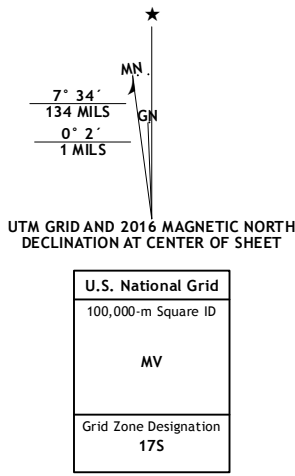 MN
7° 34´
134 MILS
GN
0° 2´
1 MILS
UTM GRID AND 2016 MAGNETIC NORTH
DECLINATION AT CENTER OF SHEET
U.S. National Grid
100,000-m Square ID
MV
Grid Zone Designation
17S